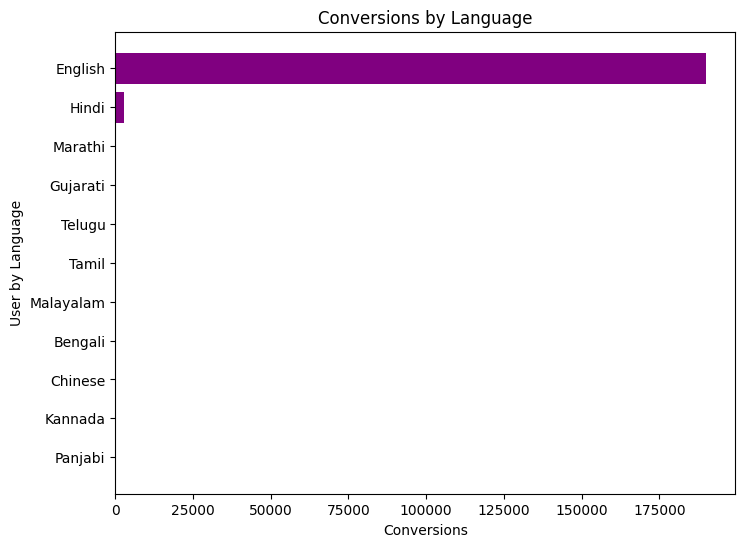 Conversions by Language
User by Language
English
Hindi
Marathi
Gujarati
Telugu
Tamil
Malayalam
Bengali
Chinese
Kannada
Panjabi
0 25000 50000 75000 100000 125000 150000 175000
Conversions